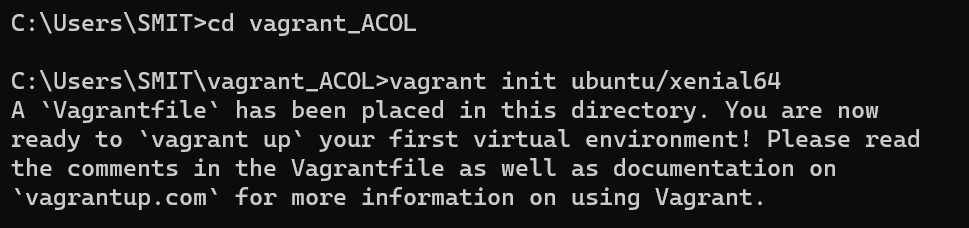 C:\Users\SMIT>cd vagrant_ACOL
C:\Users\SMIT\vagrant_ACOL>vagrant init ubuntu/xenial64
A `Vagrantfile` has been placed in this directory. You are now
ready to `vagrant up` your first virtual environment! Please read
the comments in the Vagrantfile as well as documentation on
`vagrantup.com` for more information on using Vagrant.